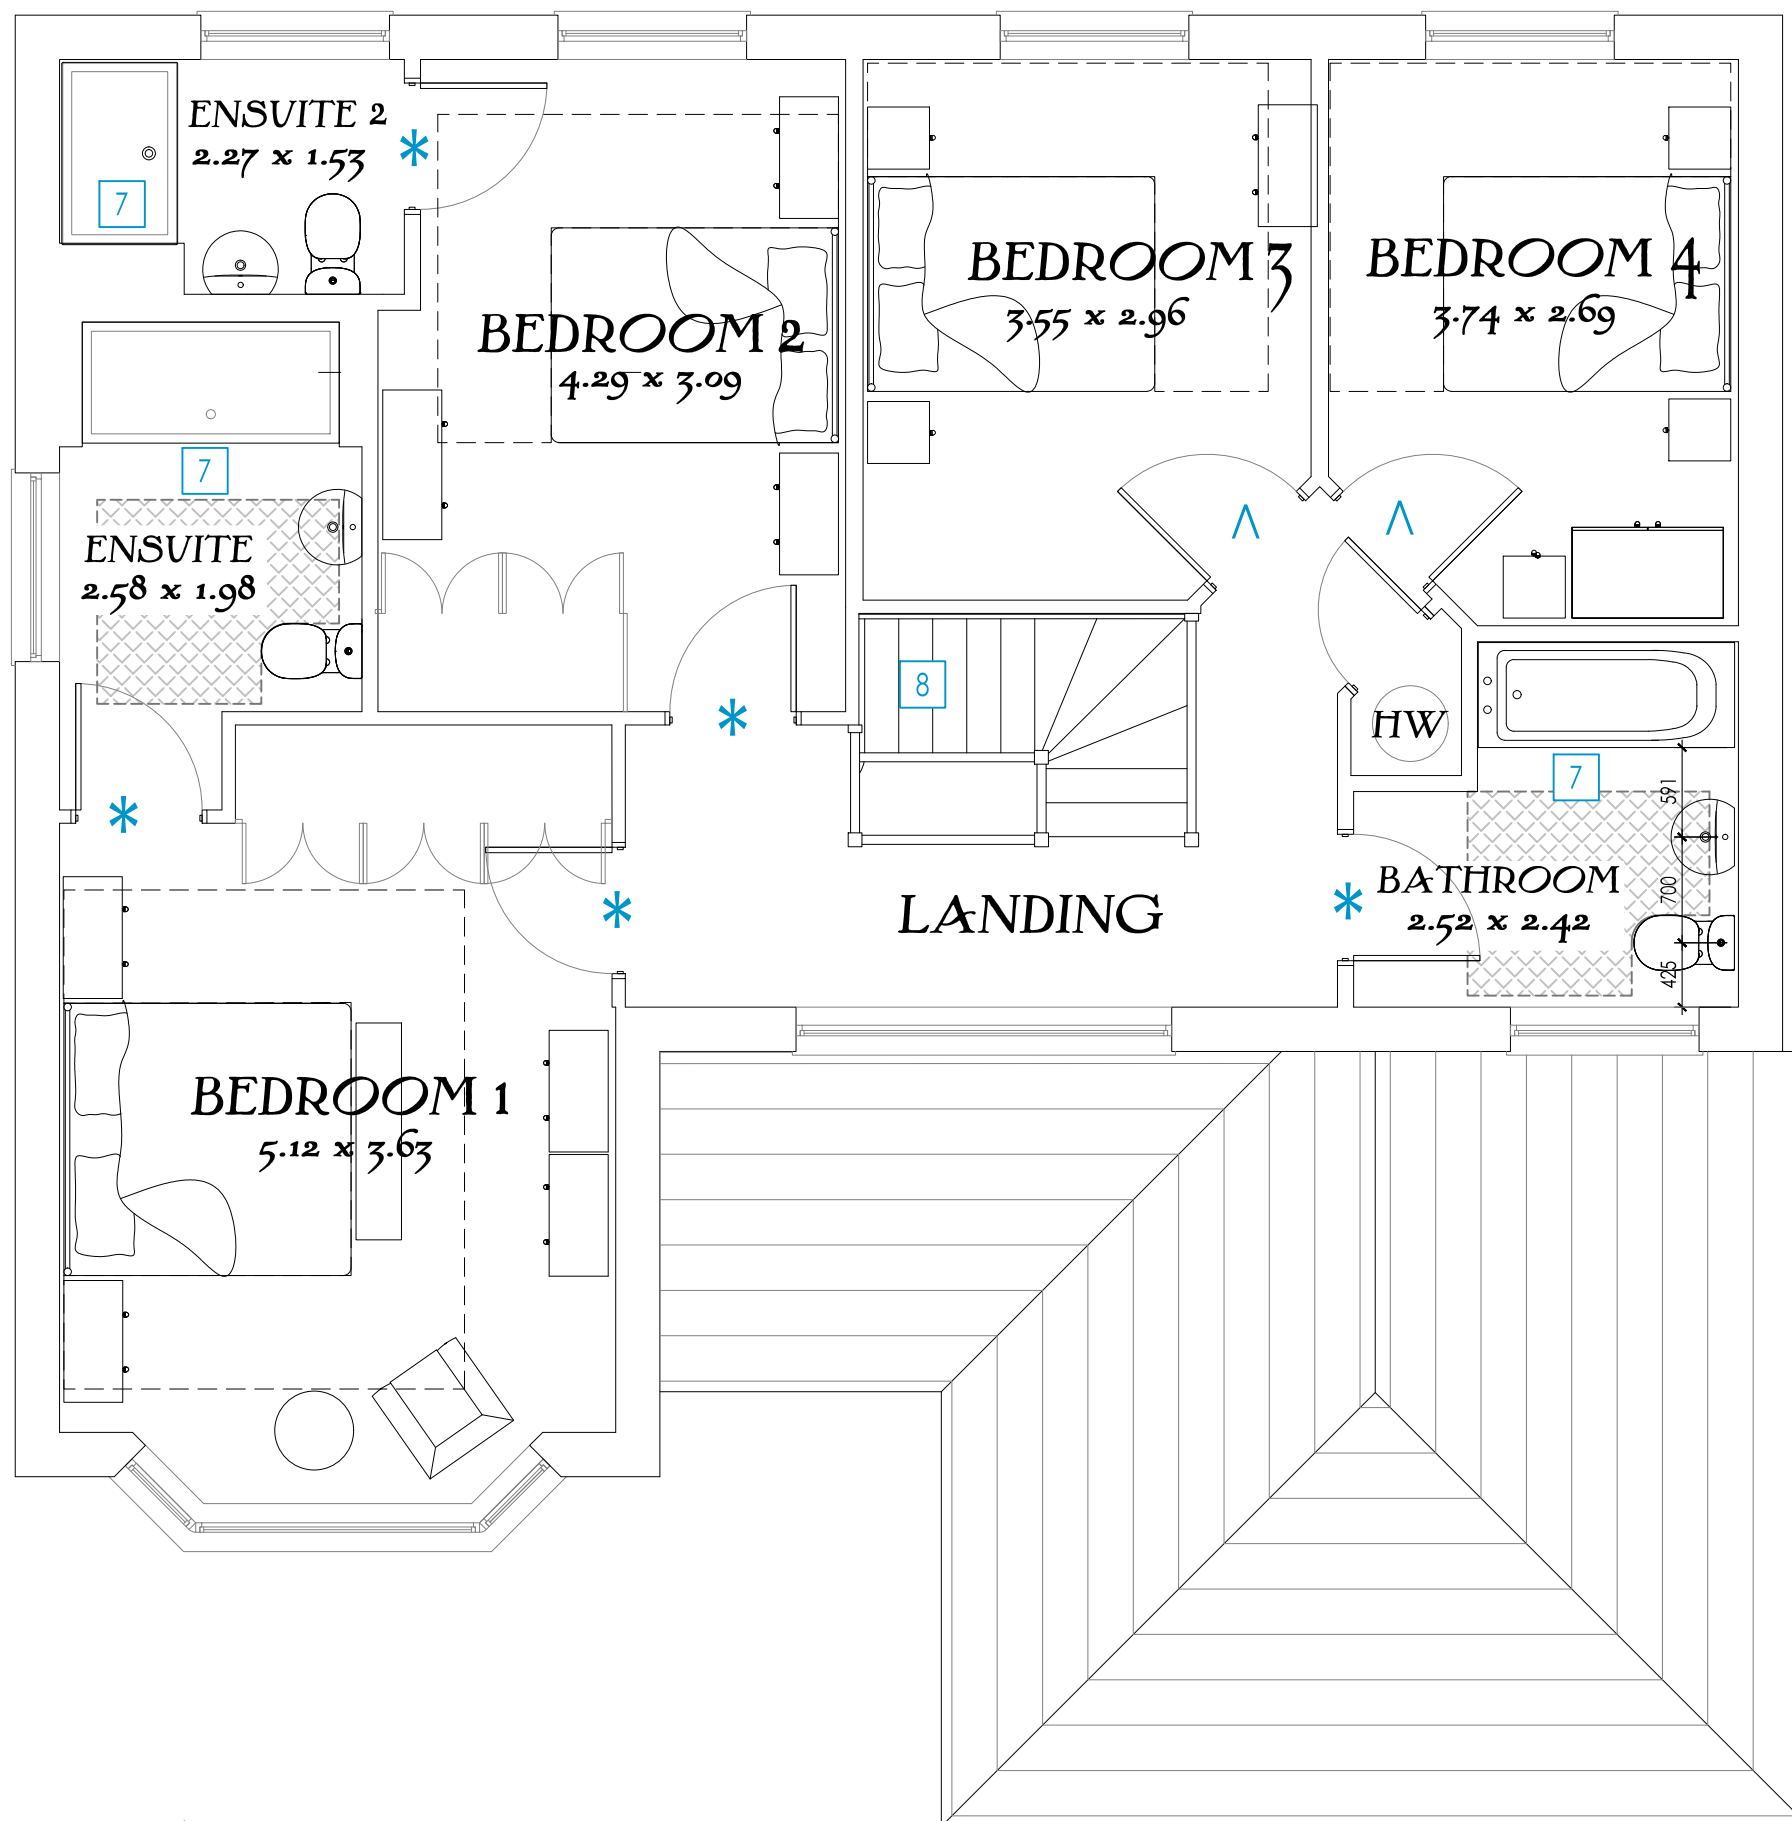 ENSUITE 2
2.27 x 1.53
*
7
BEDROOM 2
4.29 x 3.09
BEDROOM 3
3.55 x 2.96
BEDROOM 4
3.74 x 2.69
7
ENSUITE
2.58 x 1.98
^
^
8
*
HW
*
7
591
*
LANDING
*
BATHROOM
2.52 x 2.42
700
425
BEDROOM 1
5.12 x 3.63